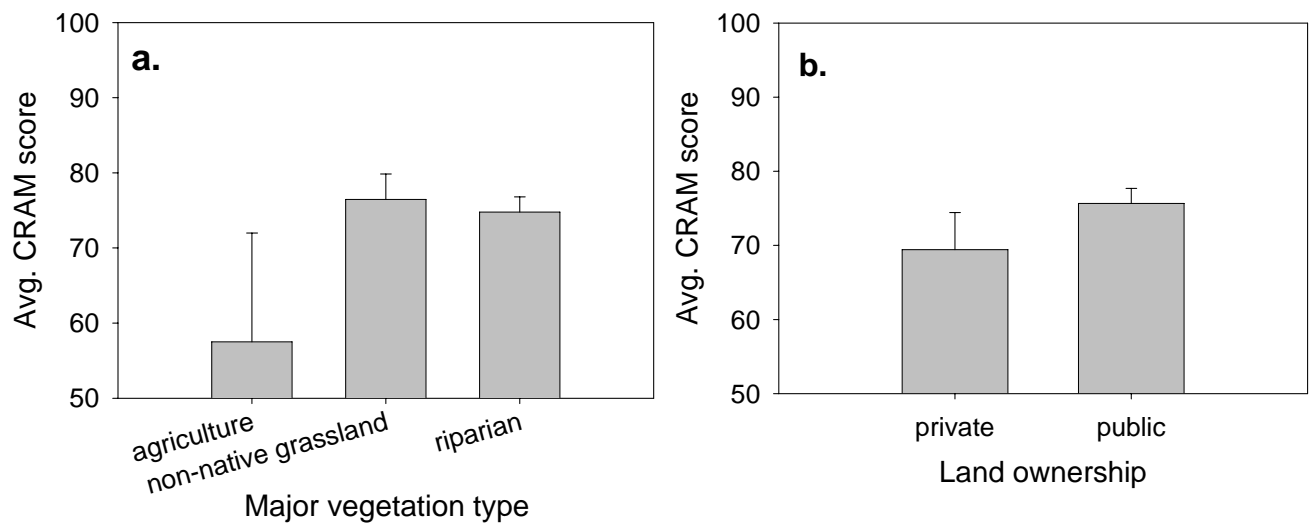 a.
Avg. CRAM score
100
90
80
70
60
50
agriculture
non-native grassland
riparian
Major vegetation type
b.
Avg. CRAM score
100
90
80
70
60
50
private
public
Land ownership